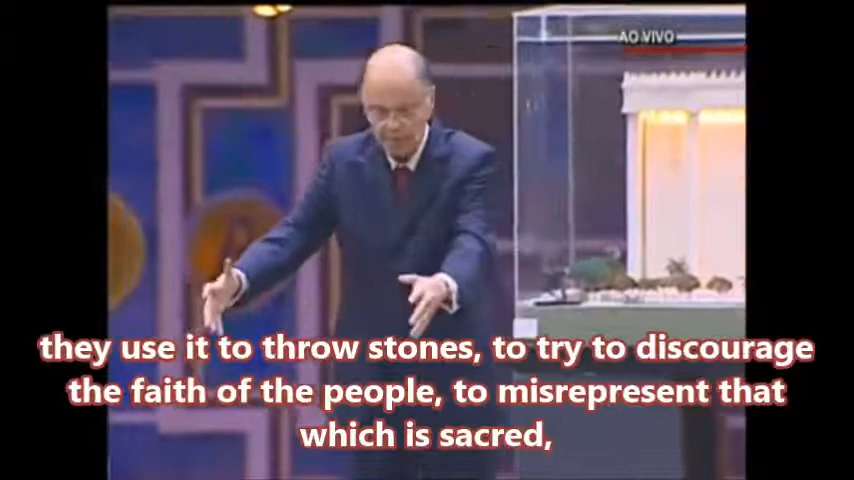 AO VIVO
they use it to throw stones, to try to discourage
the faith of the people, to misrepresent that
which is sacred,